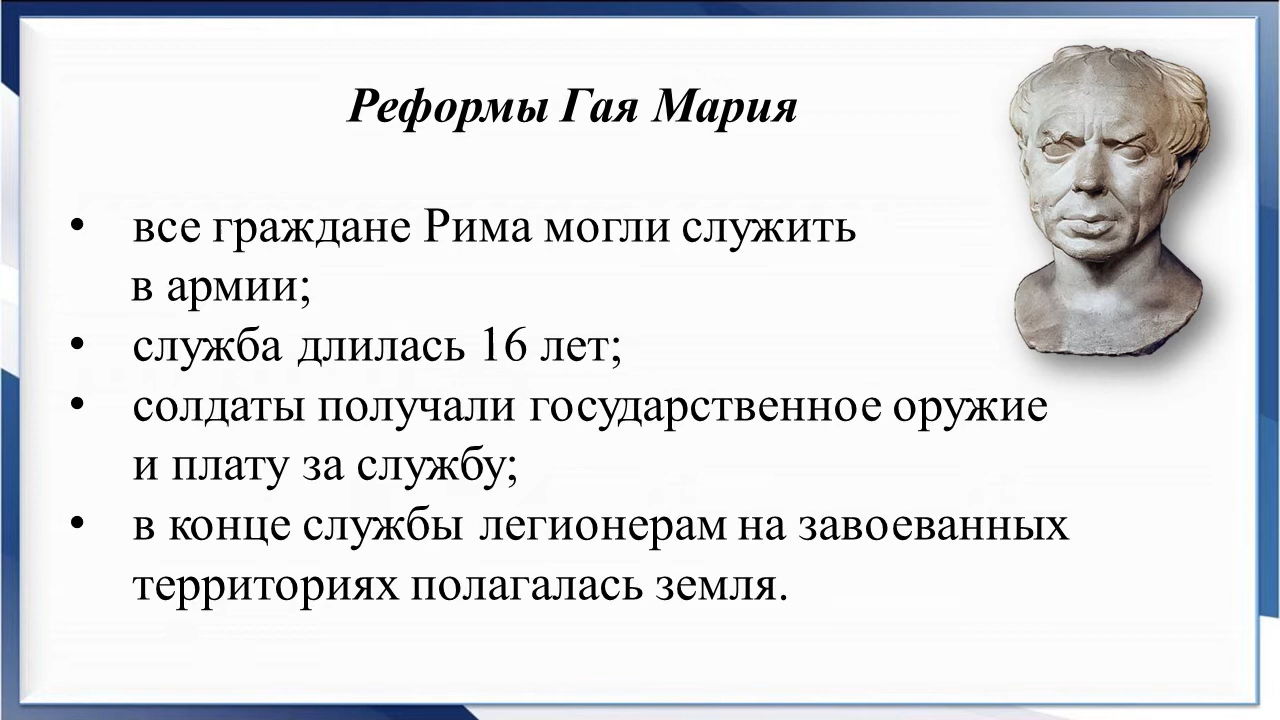 Реформы Гая Мария
• все граждане Рима могли служить
в армии;
• служба длилась 16 лет;
• солдаты получали государственное оружие
и плату за службу;
• в конце службы легионерам на завоеванных
территориях полагалась земля.